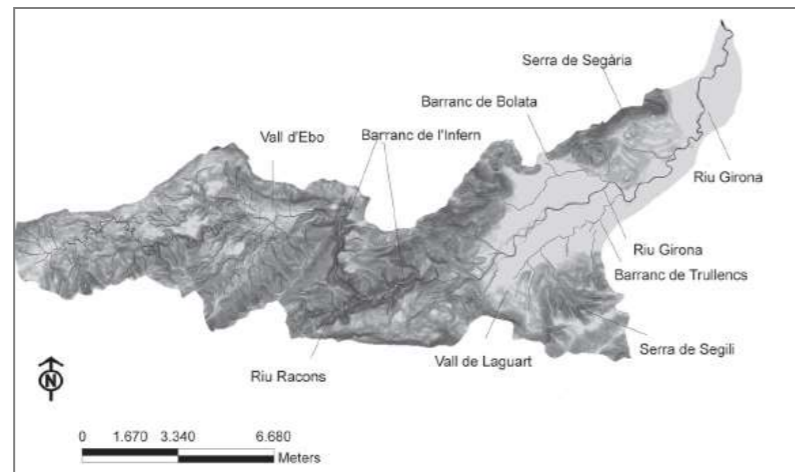 Serra de Segària
Barranc de Bolata
Vall d'Ebo
Barranc de l'Infern
Riu Girona
Riu Girona
Barranc de Trullencs
Serra de Segili
Vall de Laguart
Riu Racons
N
0 1.670 3.340 6.680
Meters